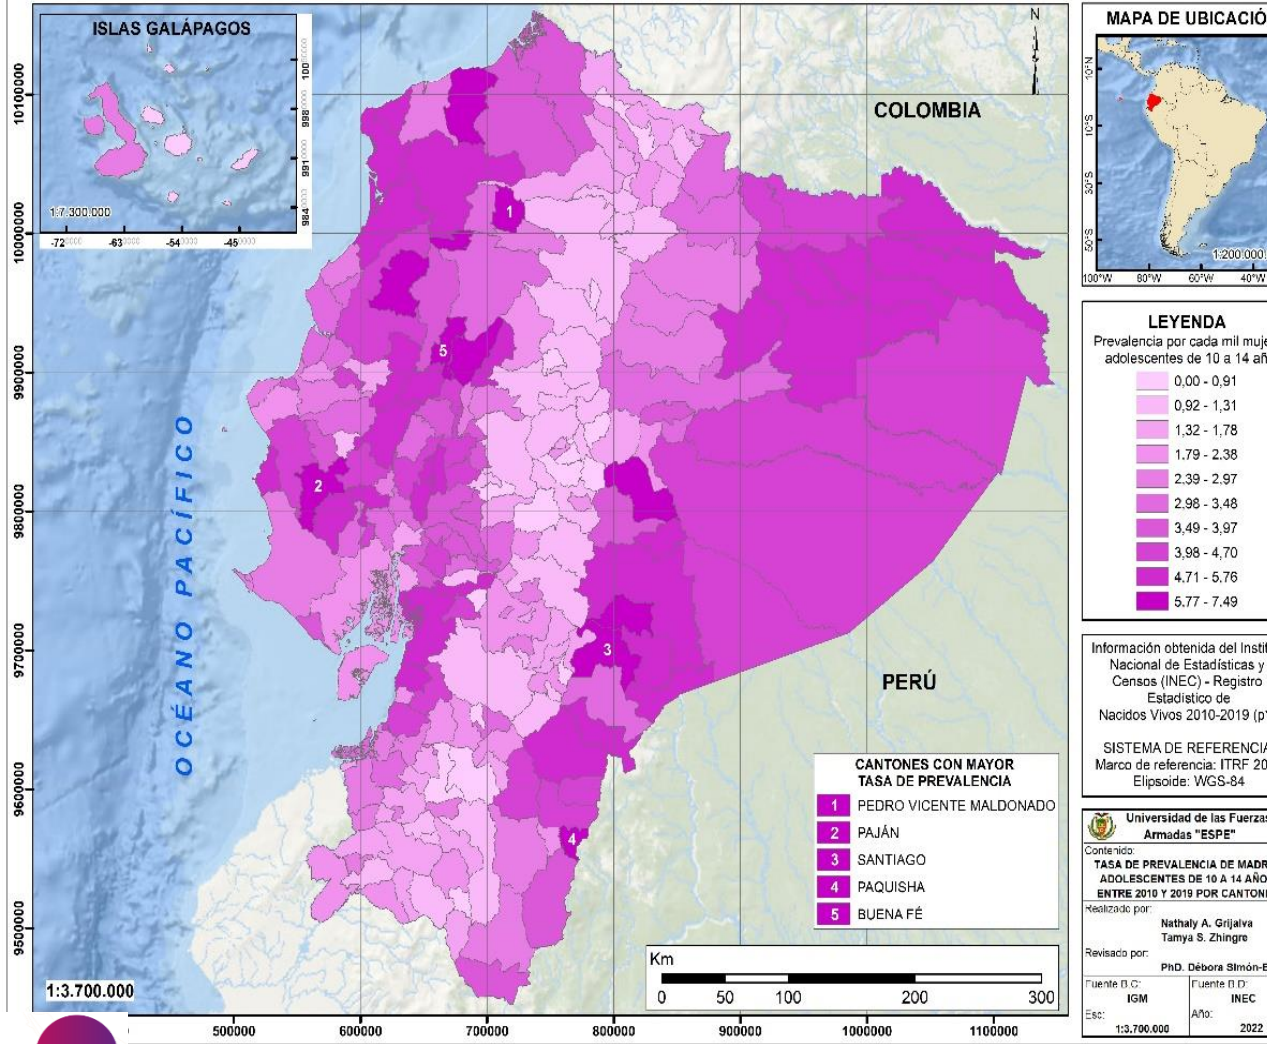 ISLAS GALÁPAGOS
1:7.300.000
-72
-63
-54
-45
100
998
991
984
N
COLOMBIA
PERÚ
OCÉANO PACÍFICO
1
5
2
3
4
10100000
10000000
9900000
9800000
9700000
9600000
9500000
500000
600000
700000
800000
900000
1000000
1100000
1:3.700.000
CANTONES CON MAYOR
TASA DE PREVALENCIA
1 PEDRO VICENTE MALDONADO
2 PAJÁN
3 SANTIAGO
4 PAQUISHA
5 BUENA FÉ
Km
0 50 100 200 300
MAPA DE UBICACIÓ
10°N
10°S
30°S
50°S
1:200.000.
100°W 80°W 60°W 40°W
LEYENDA
Prevalencia por cada mil muje
adolescentes de 10 a 14 añ
0,00 - 0,91
0,92 - 1,31
1,32 - 1,78
1.79 - 2.38
2.39 - 2.97
2,98 - 3,48
3,49 - 3,97
3,98 - 4,70
4.71 - 5,76
5.77 - 7.49
Información obtenida del Instit
Nacional de Estadísticas y
Censos (INEC) - Registro
Estadístico de
Nacidos Vivos 2010-2019 (p
SISTEMA DE REFERENCIA
Marco de referencia: ITRF 20
Elipsoide: WGS-84
Universidad de las Fuerzas
Armadas "ESPE"
Contenido:
TASA DE PREVALENCIA DE MADR
ADOLESCENTES DE 10 A 14 AÑO
ENTRE 2010 Y 2019 POR CANTON
Realizado por:
Nathaly A. Grijalva
Tamya S. Zhingre
Revisado por:
PhD. Débora Simón-B
Fuente B.C: Fuente B.D:
IGM INEC
Esc: Año:
1:3.700.000 2022